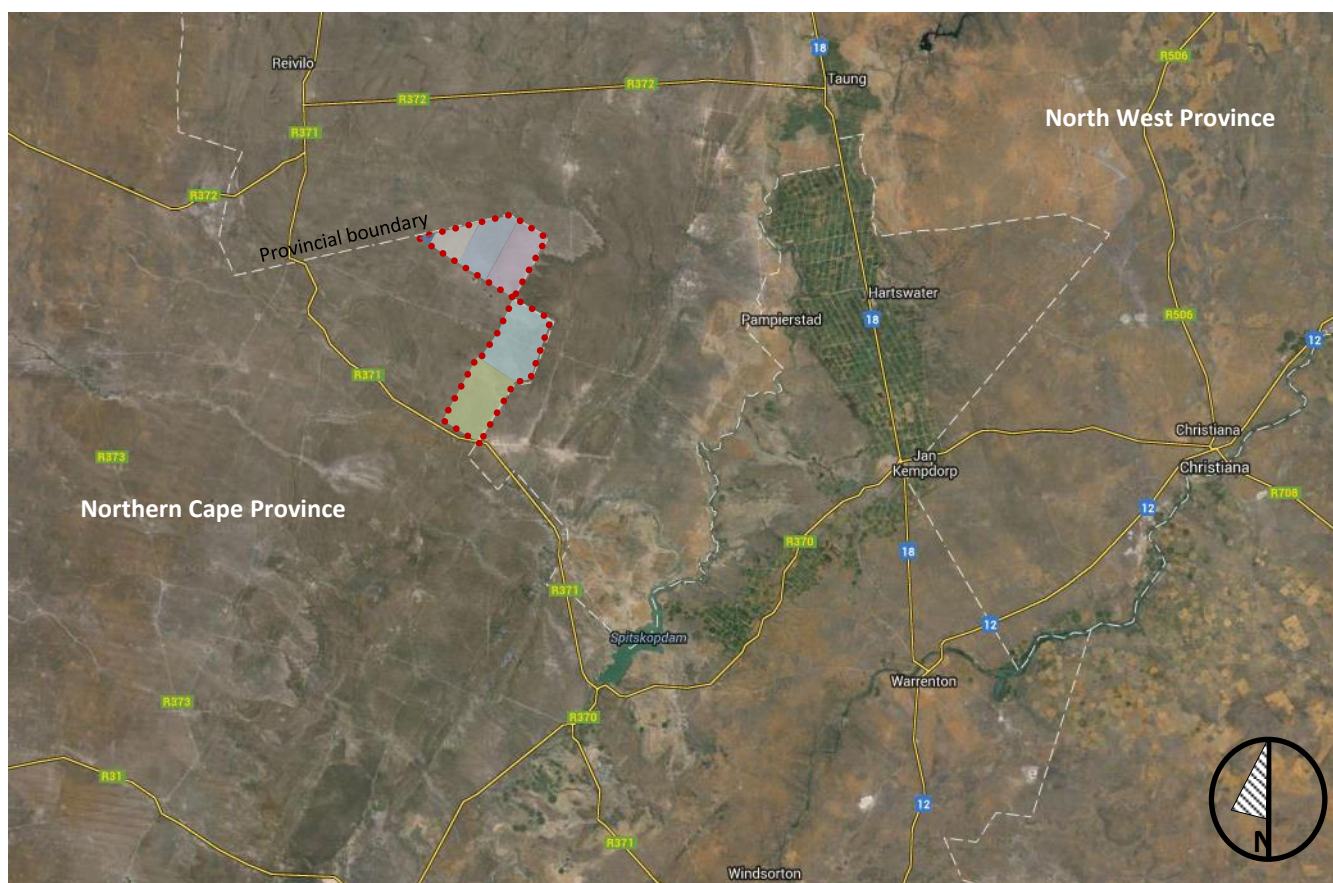 18
R506
Reivilo
Taung
R372
R372
North West Province
R371
R372
Provincial boundary
Hartswater
Pampierstad
18
R506
12
R371
Christiana
R373
Jan
Kempdorp
Christiana
R708
Northern Cape Province
12
R370
18
R371
12
Spitskopdam
Warrenton
R373
R370
R31
12
R371
N
Windsorton